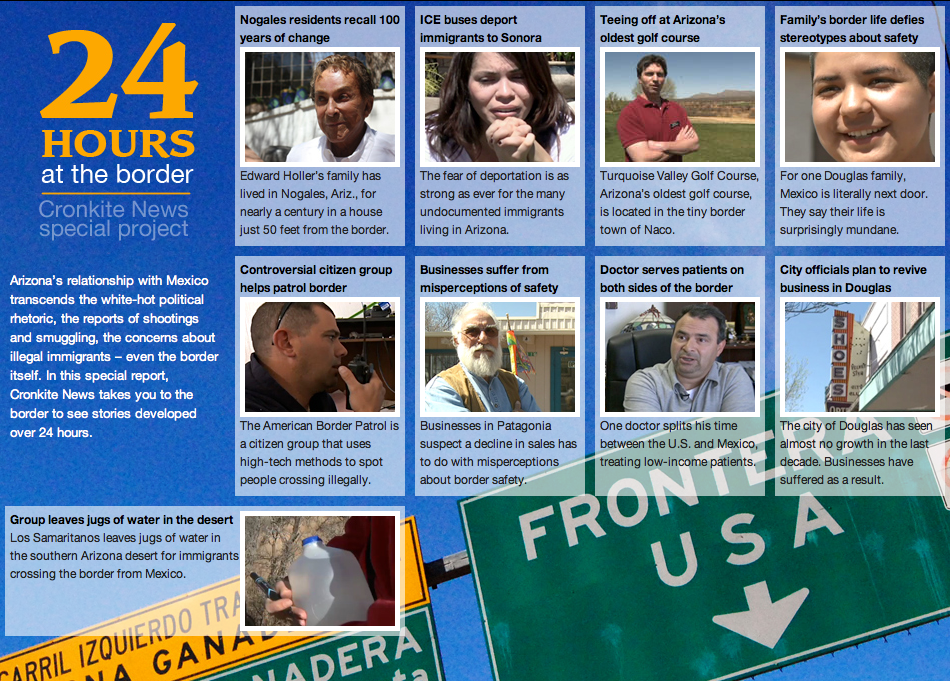 24
HOURS
at the border
Cronkite News
special project
Arizona's relationship with Mexico
transcends the white-hot political
rhetoric, the reports of shootings
and smuggling, the concerns about
illegal immigrants – even the border
itself. In this special report,
Cronkite News takes you to the
border to see stories developed
over 24 hours.
Nogales residents recall 100
years of change
Edward Holler's family has
lived in Nogales, Ariz., for
nearly a century in a house
just 50 feet from the border.
ICE buses deport
immigrants to Sonora
The fear of deportation is as
strong as ever for the many
undocumented immigrants
living in Arizona.
Teeing off at Arizona's
oldest golf course
Turquoise Valley Golf Course,
Arizona's oldest golf course,
is located in the tiny border
town of Naco.
Family's border life defies
stereotypes about safety
For one Douglas family,
Mexico is literally next door.
They say their life is
surprisingly mundane.
Controversial citizen group
helps patrol border
The American Border Patrol is
a citizen group that uses
high-tech methods to spot
people crossing illegally.
Businesses suffer from
misperceptions of safety
Businesses in Patagonia
suspect a decline in sales has
to do with misperceptions
about border safety.
Doctor serves patients on
both sides of the border
One doctor splits his time
between the U.S. and Mexico,
treating low-income patients.
City officials plan to revive
business in Douglas
SHOES
The city of Douglas has seen
almost no growth in the last
decade. Businesses have
suffered as a result.
Group leaves jugs of water in the desert
Los Samaritanos leaves jugs of water in
the southern Arizona desert for immigrants
crossing the border from Mexico.
FRONTERA
USA
CARRIL IZQUIERDO TRA
NA GANAD
NADERA
ta